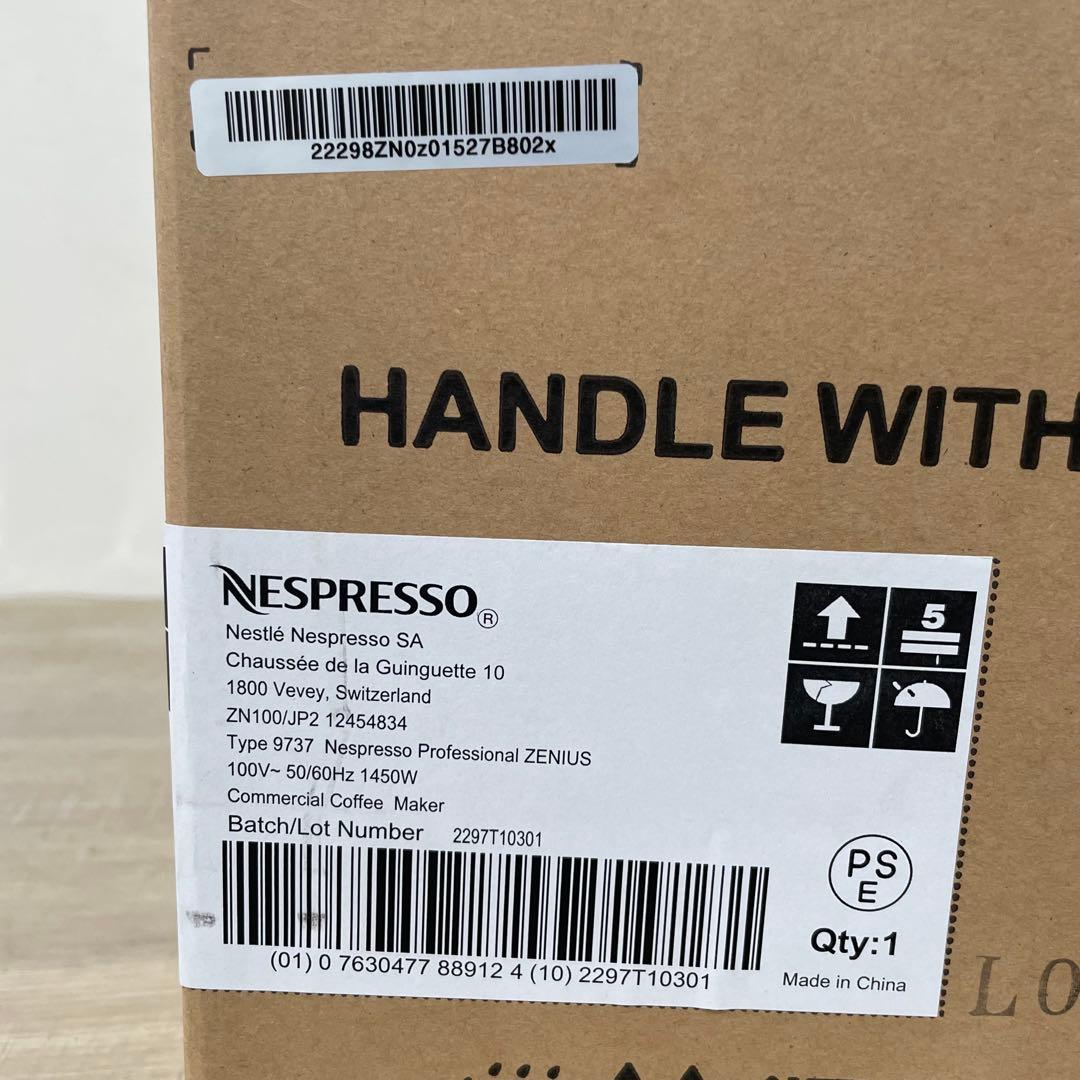 22298ZN0z01527B802x
HANDLE WITH
NESPRESSO®
Nestlé Nespresso SA
Chaussée de la Guinguette 10
1800 Vevey, Switzerland
ZN100/JP2 12454834
Type 9737 Nespresso Professional ZENIUS
100V~ 50/60Hz 1450W
Commercial Coffee Maker
Batch/Lot Number 2297T10301
(01) 0 7630477 88912 4 (10) 2297T10301
5
PS
E
Qty:1
Made in China
LO